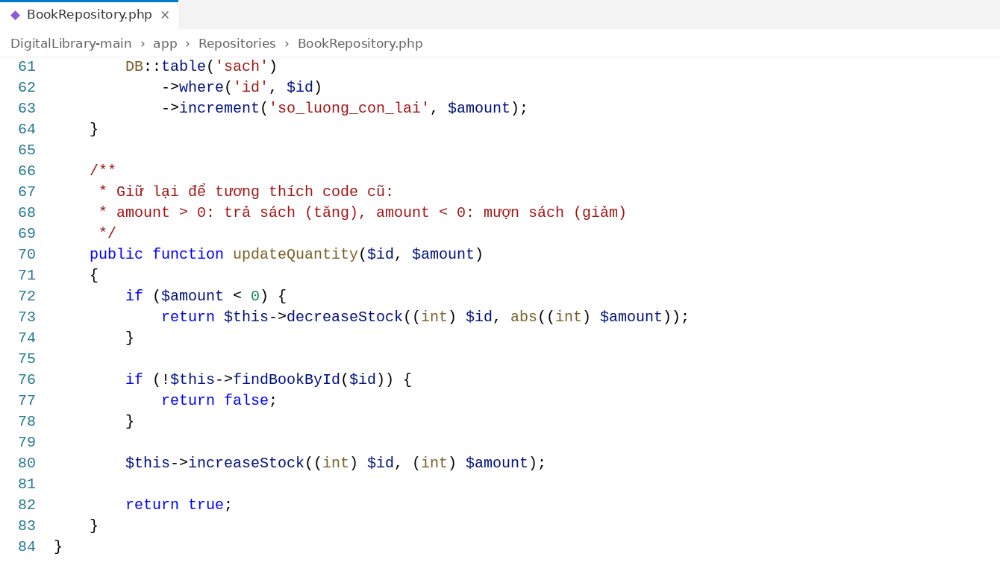 BookRepository.php ×
DigitalLibrary-main › app › Repositories › BookRepository.php
61         DB::table('sach')
62             ->where('id', $id)
63             ->increment('so_luong_con_lai', $amount);
64     }
65
66     /**
67      * Giữ lại để tương thích code cũ:
68      * amount > 0: trả sách (tăng), amount < 0: mượn sách (giảm)
69      */
70     public function updateQuantity($id, $amount)
71     {
72         if ($amount < 0) {
73             return $this->decreaseStock((int) $id, abs((int) $amount));
74         }
75
76         if (!$this->findBookById($id)) {
77             return false;
78         }
79
80         $this->increaseStock((int) $id, (int) $amount);
81
82         return true;
83     }
84 }